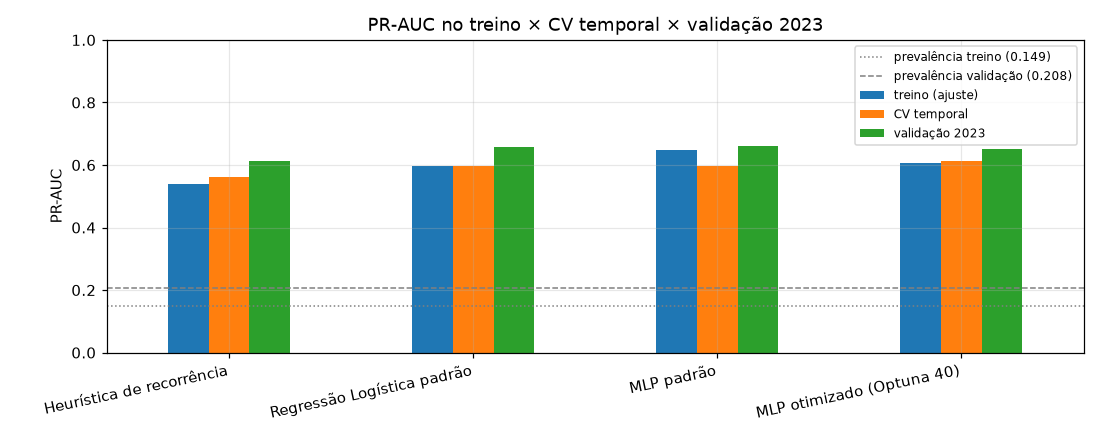 PR-AUC no treino × CV temporal × validação 2023
PR-AUC
1.0
0.8
0.6
0.4
0.2
0.0
prevalência treino (0.149)
prevalência validação (0.208)
treino (ajuste)
CV temporal
validação 2023
Heurística de recorrência
Regressão Logística padrão
MLP padrão
MLP otimizado (Optuna 40)